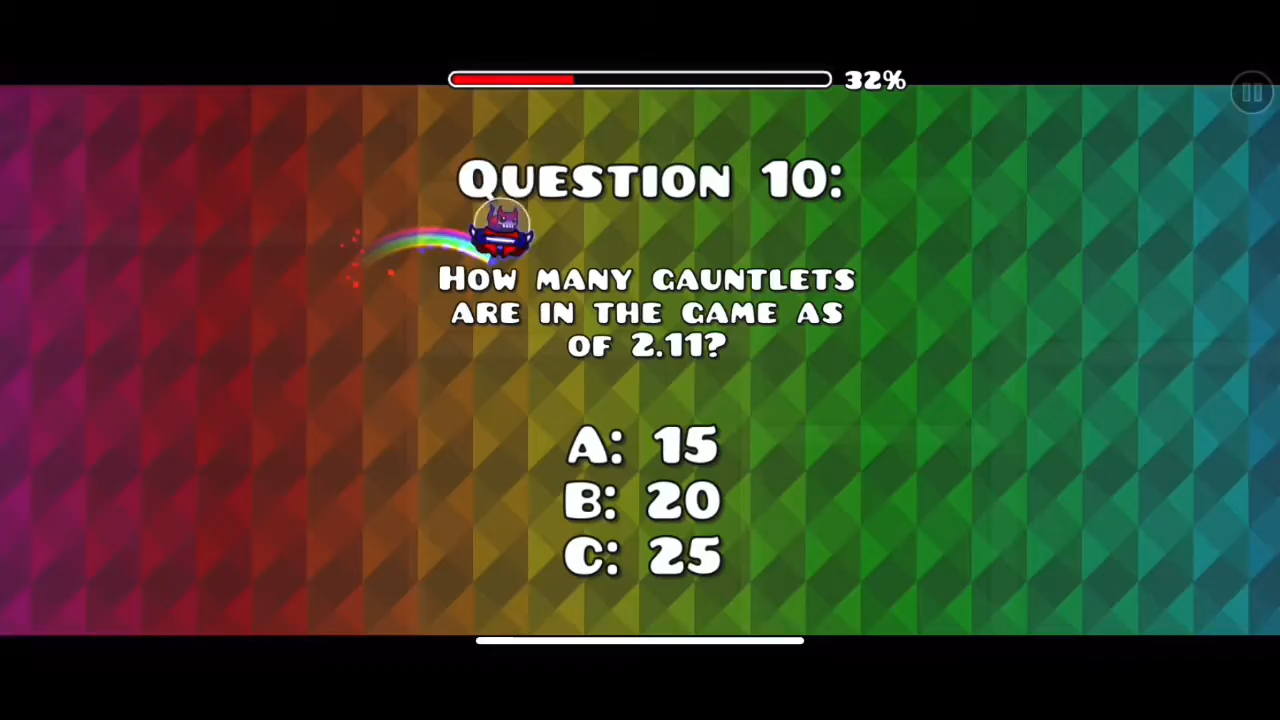 32%
QUESTION 10:
HOW MANY GAUNTLETS
ARE IN THE GAME AS
OF 2.11?
A: 15
B: 20
C: 25